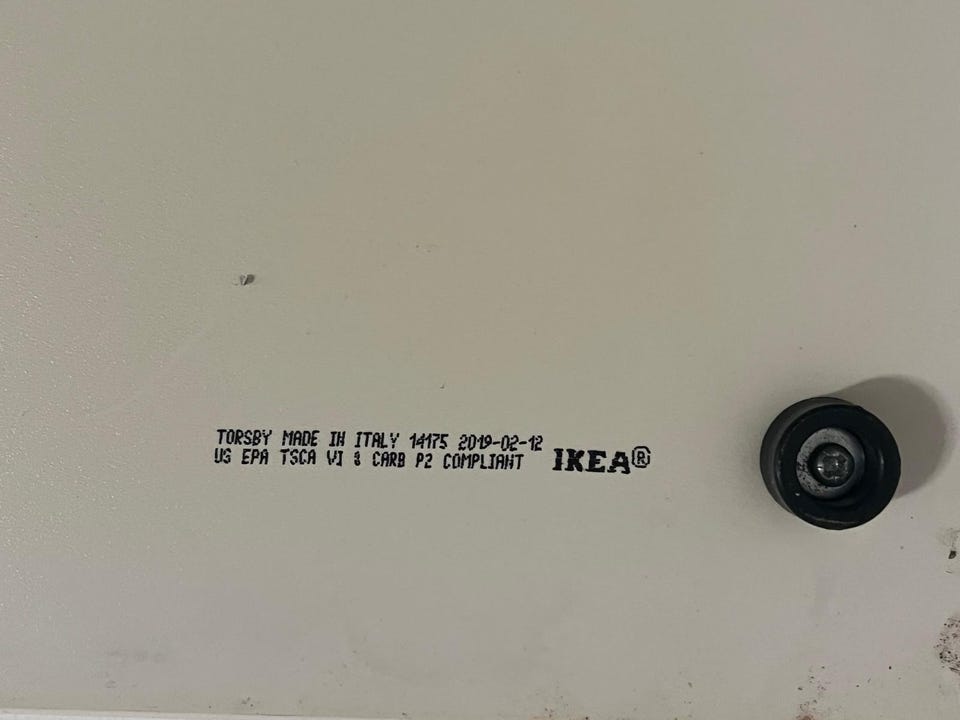 TORSBY MADE IN ITALY 14175 2019-02-12
US EPA TSCA VI & CARB P2 COMPLIANT IKEA®